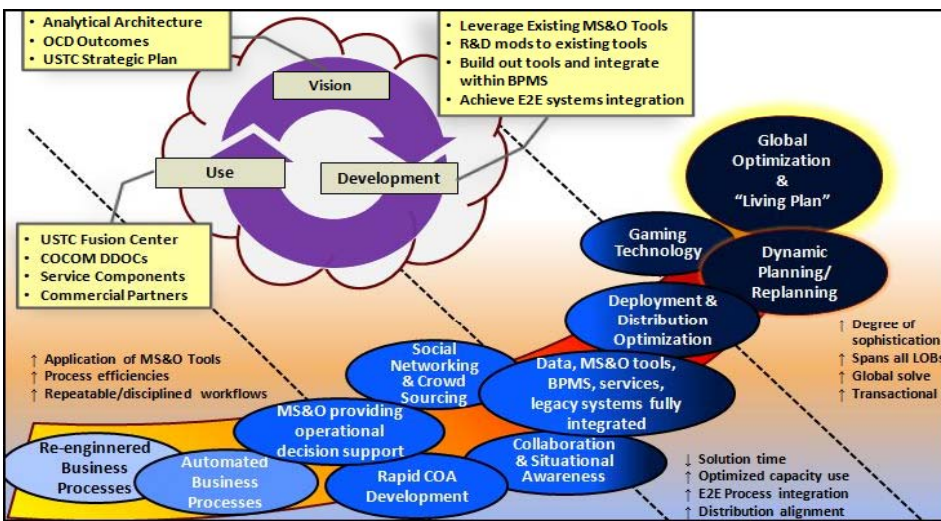 • Analytical Architecture
• OCD Outcomes
• USTC Strategic Plan
• Leverage Existing MS&O Tools
• R&D mods to existing tools
• Build out tools and integrate
within BPMS
• Achieve E2E systems integration
Vision
Use
Development
• USTC Fusion Center
• COCOM DDOCs
• Service Components
• Commercial Partners
Global
Optimization
&
“Living Plan”
Gaming
Technology
Dynamic
Planning/
Replanning
Deployment &
Distribution
Optimization
↑ Degree of
sophistication
↑ Spans all LOBs
↑ Global solve
↑ Transactional
↑ Application of MS&O Tools
↑ Process efficiencies
↑ Repeatable/disciplined workflows
Social
Networking
& Crowd
Sourcing
Data, MS&O tools,
BPMS, services,
legacy systems fully
integrated
MS&O providing
operational
decision support
Collaboration
& Situational
Awareness
Re-enginnered
Business
Processes
Automated
Business
Processes
Rapid COA
Development
↓ Solution time
↑ Optimized capacity use
↑ E2E Process integration
↑ Distribution alignment